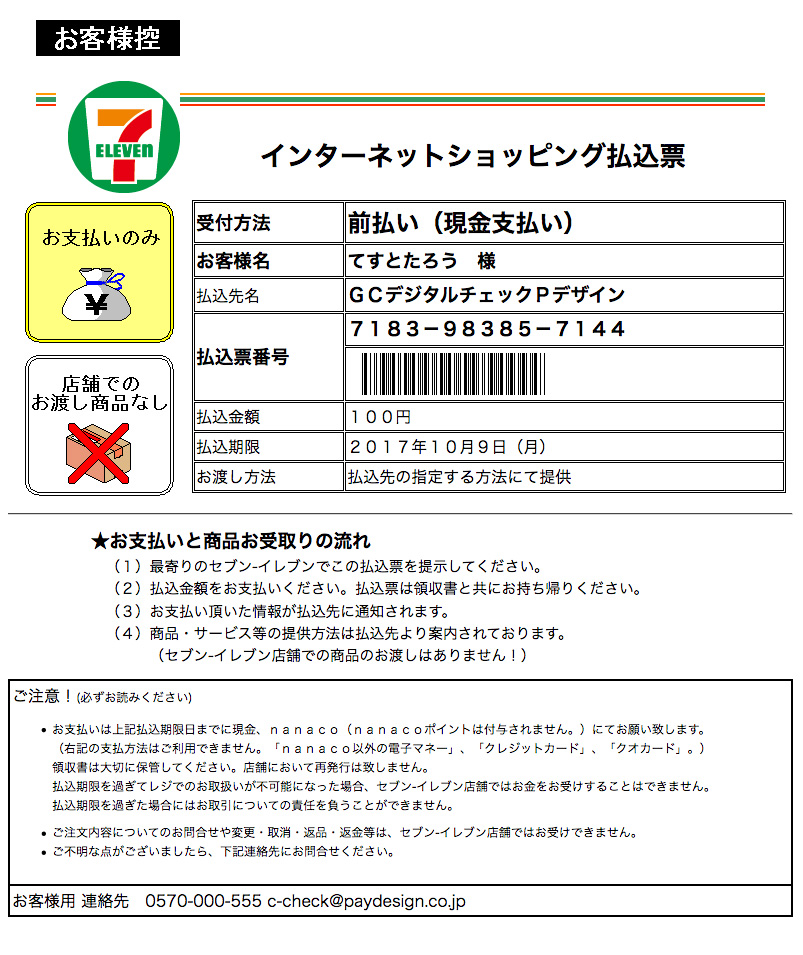 お客様控
7
ELEVEN
インターネットショッピング払込票
お支払いのみ
¥
店舗での
お渡し商品なし
受付方法 前払い（現金支払い）
お客様名 てすとたろう　様
払込先名 ＧＣデジタルチェックＰデザイン
払込票番号 ７１８３－９８３８５－７１４４
払込金額 １００円
払込期限 ２０１７年１０月９日（月）
お渡し方法 払込先の指定する方法にて提供
★お支払いと商品お受取りの流れ
（１）最寄りのセブン-イレブンでこの払込票を提示してください。
（２）払込金額をお支払いください。払込票は領収書と共にお持ち帰りください。
（３）お支払い頂いた情報が払込先に通知されます。
（４）商品・サービス等の提供方法は払込先より案内されております。
（セブン-イレブン店舗での商品のお渡しはありません！）
ご注意！(必ずお読みください)
• お支払いは上記払込期限日までに現金、ｎａｎａｃｏ（ｎａｎａｃｏポイントは付与されません。）にてお願い致します。
（右記の支払方法はご利用できません。「ｎａｎａｃｏ以外の電子マネー」、「クレジットカード」、「クオカード」。）
領収書は大切に保管してください。店舗において再発行は致しません。
払込期限を過ぎてレジでのお取扱いが不可能になった場合、セブン-イレブン店舗ではお金をお受けすることはできません。
払込期限を過ぎた場合にはお取引についての責任を負うことができません。
• ご注文内容についてのお問合せや変更・取消・返品・返金等は、セブン-イレブン店舗ではお受けできません。
• ご不明な点がございましたら、下記連絡先にお問合せください。
お客様用 連絡先　0570-000-555 c-check@paydesign.co.jp